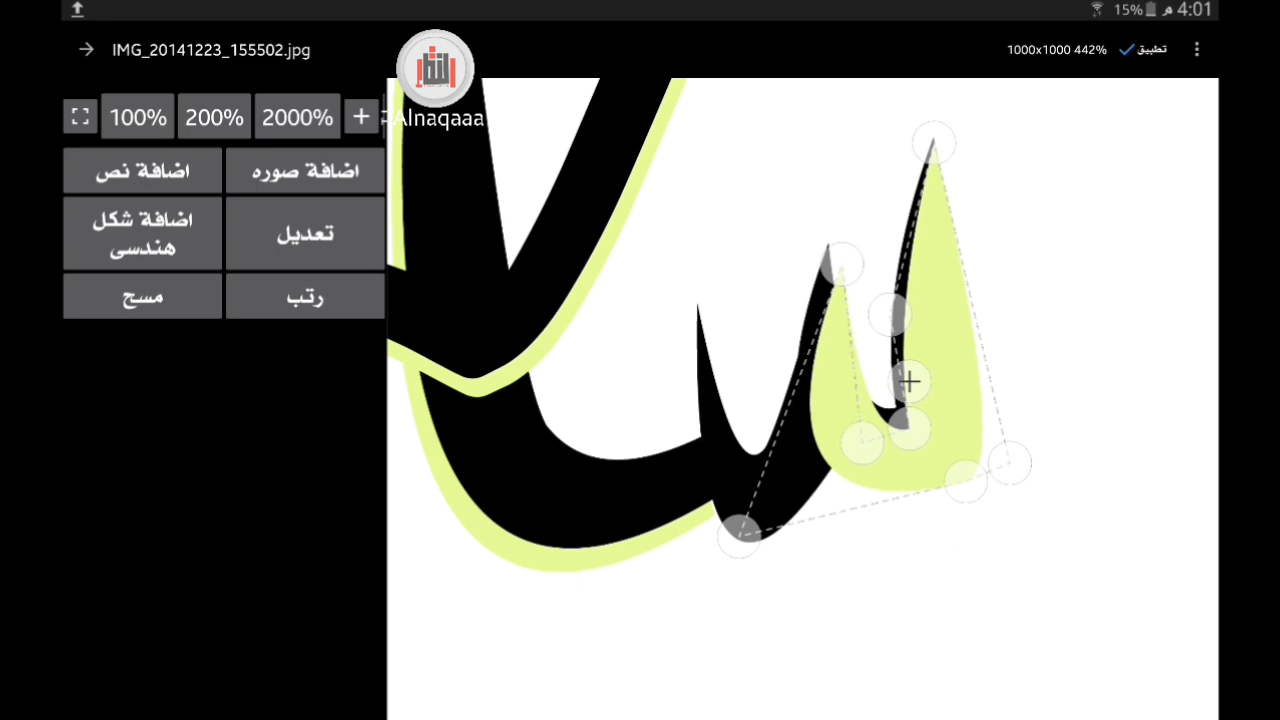 15% م 4:01
IMG_20141223_155502.jpg
1000x1000 442% تطبيق
النقاء
Alnaqaaa
100% 200% 2000% +
اضافة نص اضافة صوره
اضافة شكل هندسى تعديل
مسح رتب